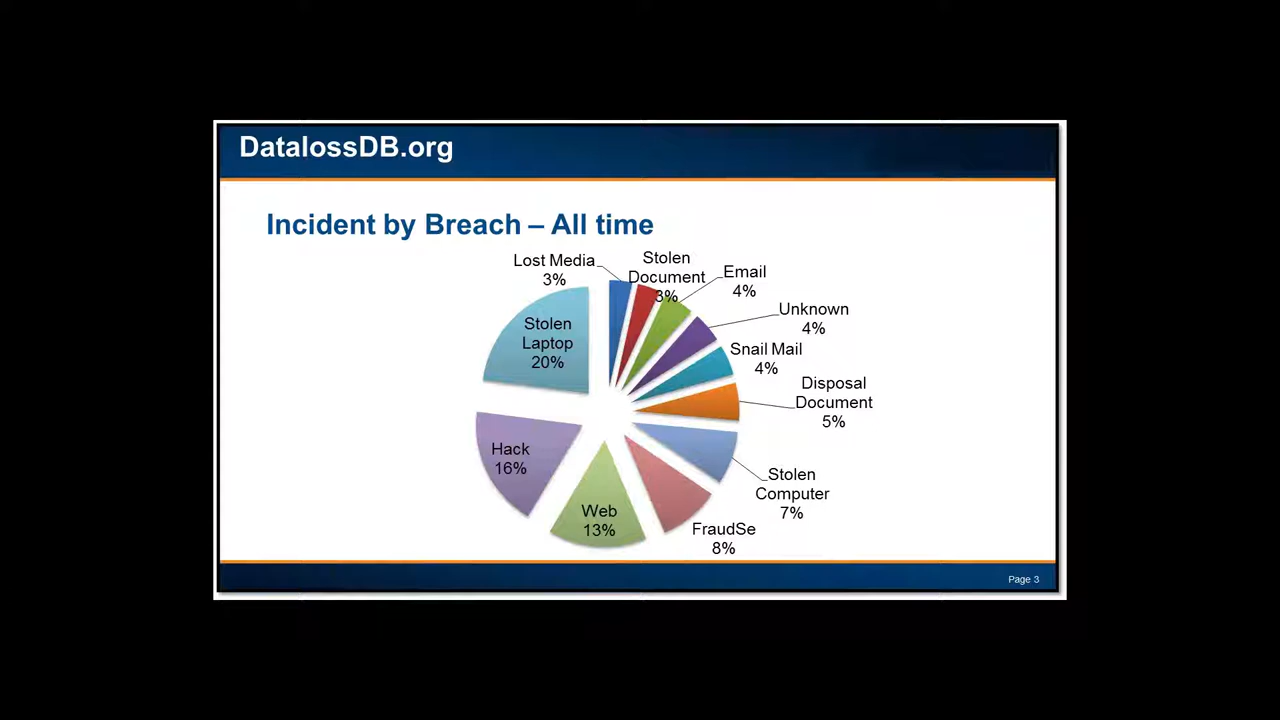 DatalossDB.org
Incident by Breach – All time
Lost Media
3%
Stolen
Document
3%
Email
4%
Unknown
4%
Snail Mail
4%
Disposal
Document
5%
Stolen
Computer
7%
FraudSe
8%
Web
13%
Hack
16%
Stolen
Laptop
20%
Page 3